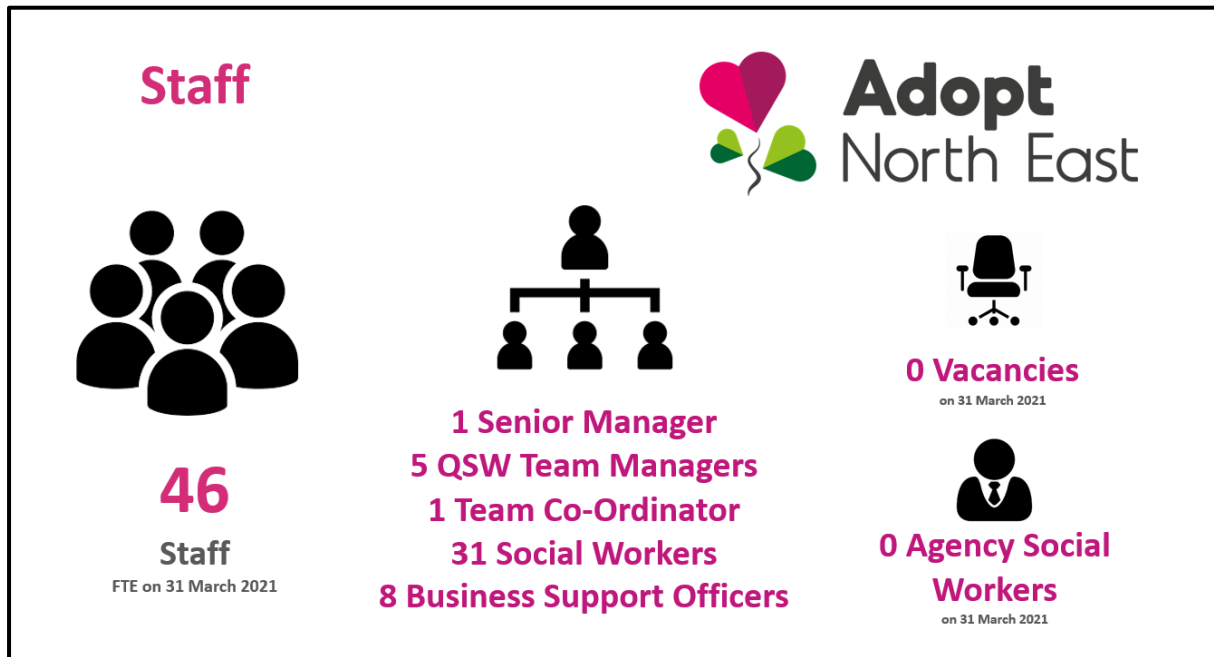 Staff
Adopt
North East
46
Staff
FTE on 31 March 2021
1 Senior Manager
5 QSW Team Managers
1 Team Co-Ordinator
31 Social Workers
8 Business Support Officers
0 Vacancies
on 31 March 2021
0 Agency Social
Workers
on 31 March 2021